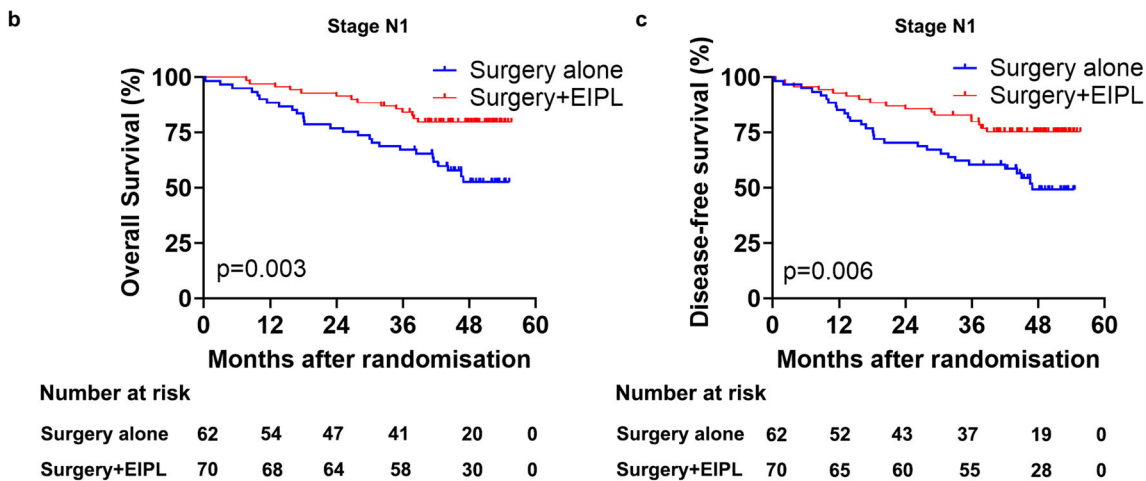 b
Stage N1
Overall Survival (%)
100
75
50
25
0
Surgery alone
Surgery+EIPL
p=0.003
0 12 24 36 48 60
Months after randomisation
Number at risk
Surgery alone 62 54 47 41 20 0
Surgery+EIPL 70 68 64 58 30 0
c
Stage N1
Disease-free survival (%)
100
75
50
25
0
Surgery alone
Surgery+EIPL
p=0.006
0 12 24 36 48 60
Months after randomisation
Number at risk
Surgery alone 62 52 43 37 19 0
Surgery+EIPL 70 65 60 55 28 0